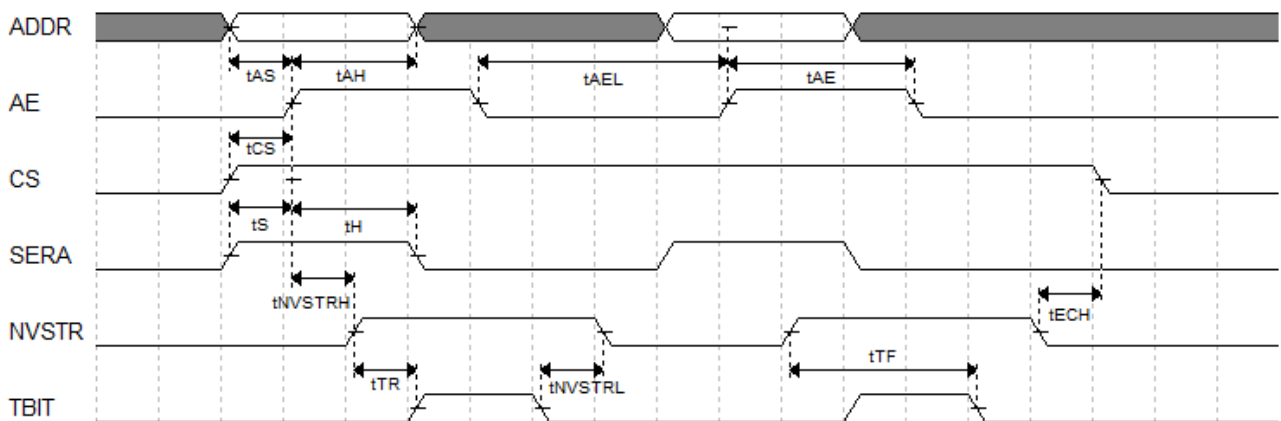 ADDR
tAS
tAH
tAEL
tAE
AE
tCS
CS
tS
tH
SERA
tNVSTRH
tECH
NVSTR
tTR
tNVSTRL
tTF
TBIT